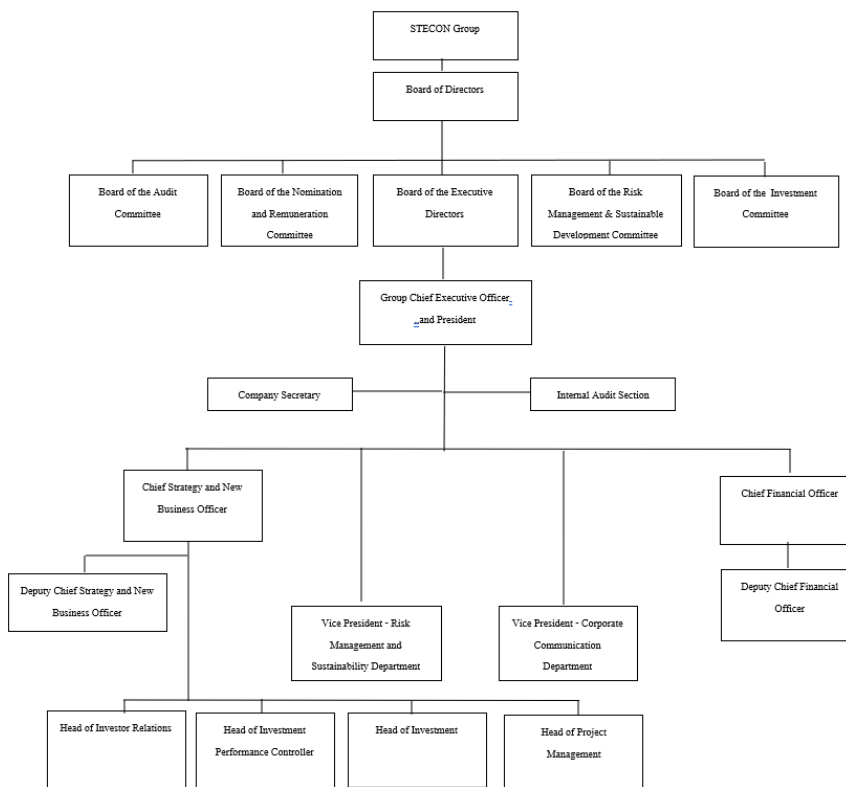 STECON Group
Board of Directors
Board of the Audit
Committee
Board of the Nomination
and Remuneration
Committee
Board of the Executive
Directors
Board of the Risk
Management & Sustainable
Development Committee
Board of the Investment
Committee
Group Chief Executive Officer
and President
Company Secretary
Internal Audit Section
Chief Strategy and New
Business Officer
Chief Financial Officer
Deputy Chief Strategy and New
Business Officer
Deputy Chief Financial
Officer
Vice President - Risk
Management and
Sustainability Department
Vice President - Corporate
Communication
Department
Head of Investor Relations
Head of Investment
Performance Controller
Head of Investment
Head of Project
Management